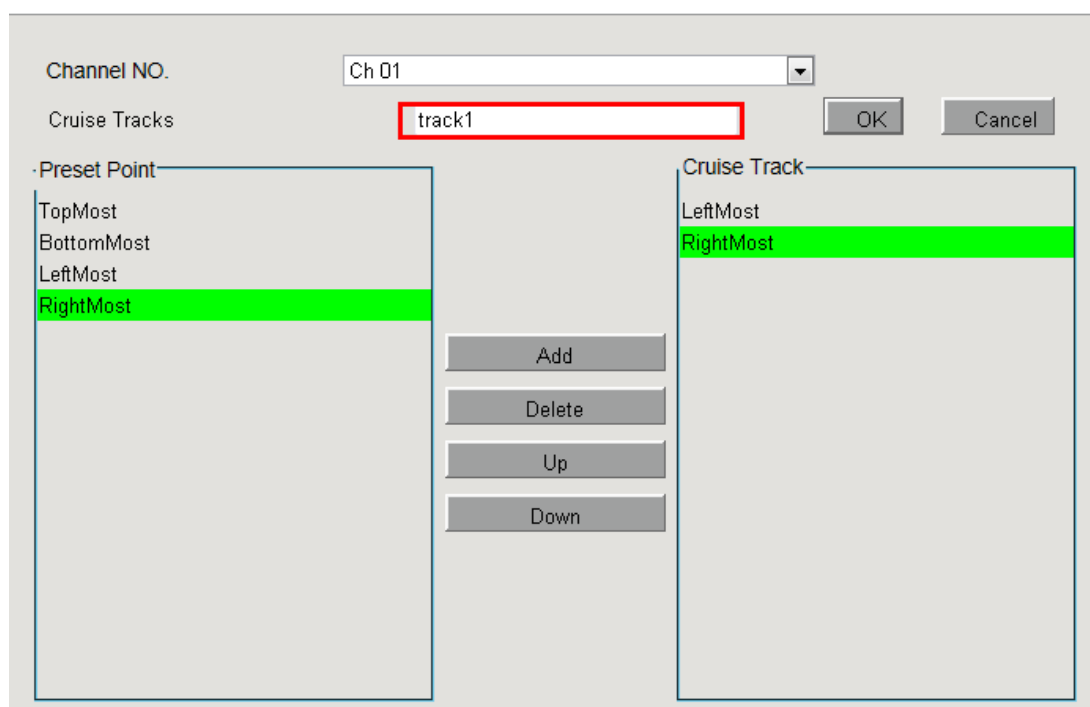 Channel NO. Ch 01
Cruise Tracks track1 OK Cancel
Preset Point
TopMost
BottomMost
LeftMost
RightMost
Add
Delete
Up
Down
Cruise Track
LeftMost
RightMost